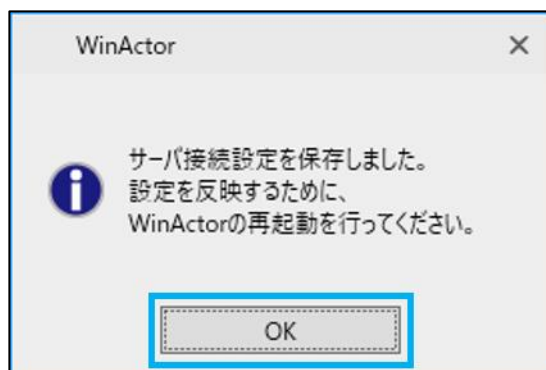 WinActor
サーバ接続設定を保存しました。
設定を反映するために、
WinActorの再起動を行ってください。
OK